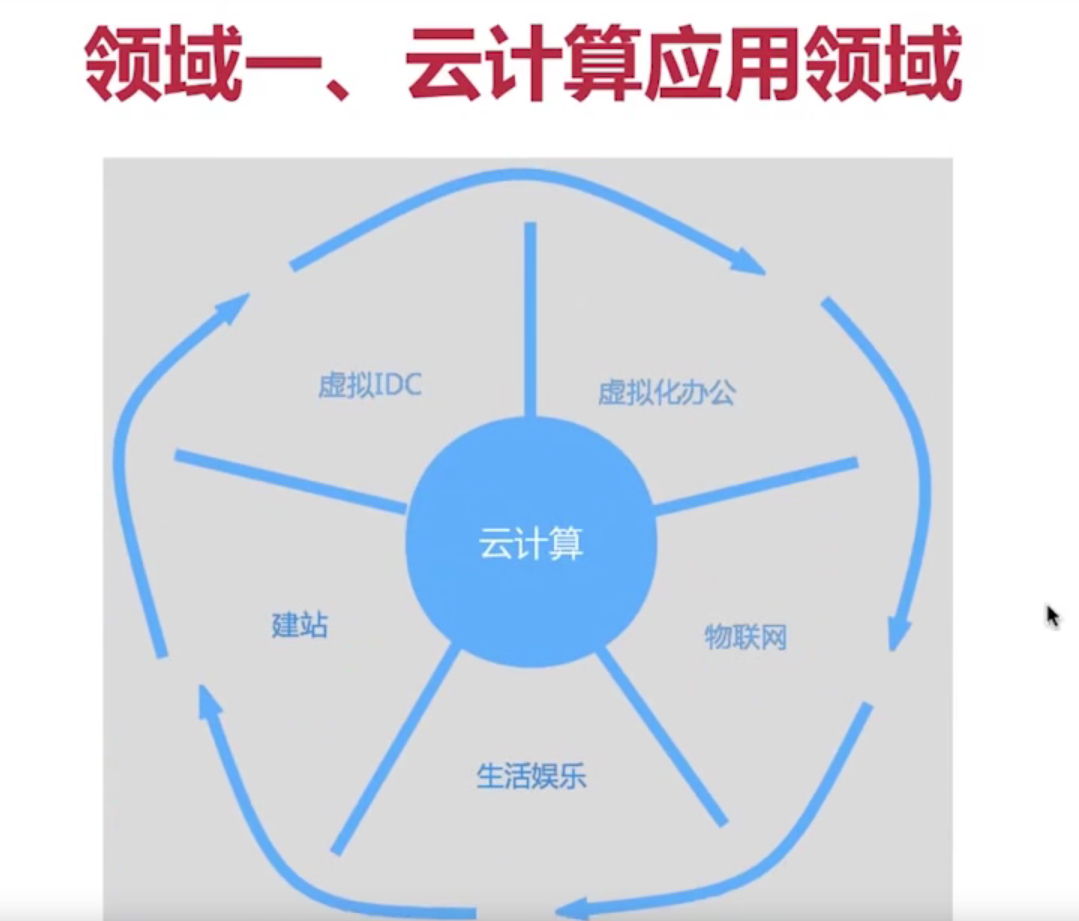 领域一、云计算应用领域
虚拟IDC
虚拟化办公
云计算
建站
物联网
生活娱乐